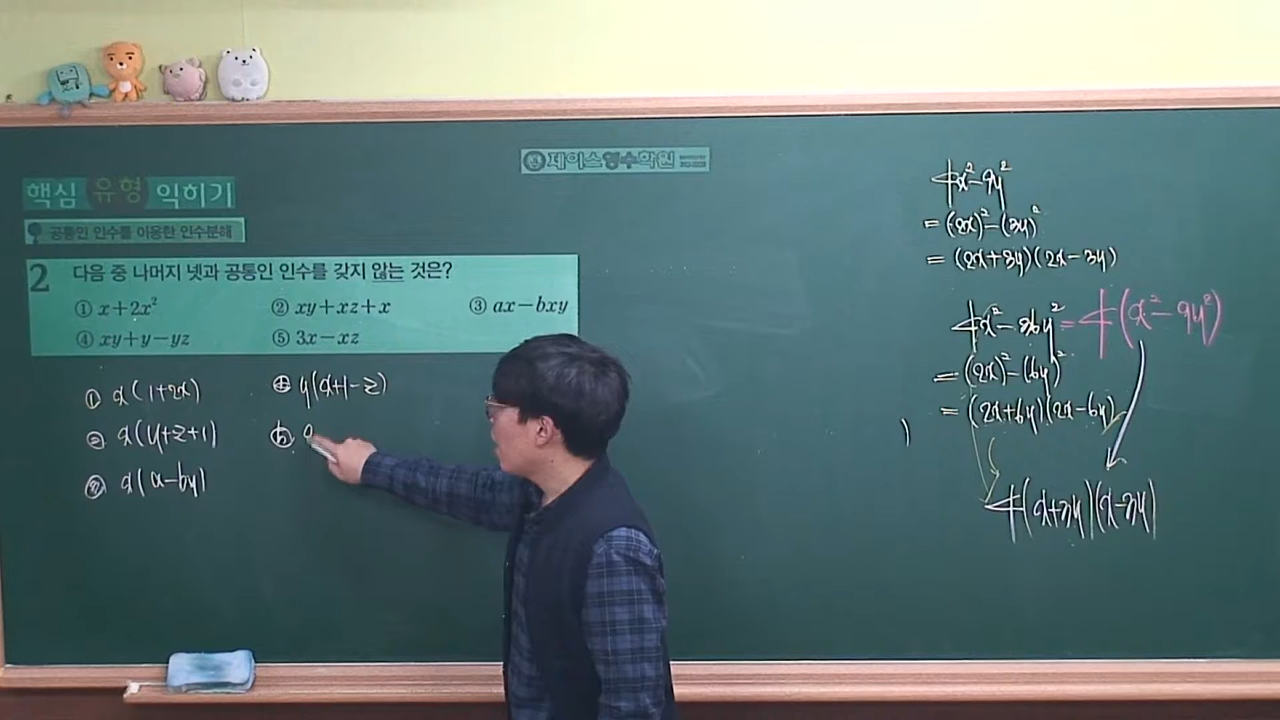 제이스영수학원
핵심 유형 익히기
공통인 인수를 이용한 인수분해
2 다음 중 나머지 넷과 공통인 인수를 갖지 않는 것은?
① x+2x² ② xy+xz+x ③ ax-bxy
④ xy+y-yz ⑤ 3x-xz
① x(1+2x)
② x(y+z+1)
③ x(a-by)
④ y(x+1-z)
⑤
4x²-9y²
=(2x)²-(3y)²
=(2x+3y)(2x-3y)
4x²-36y²=4(x²-9y²)
=(2x)²-(6y)²
=(2x+6y)(2x-6y)
4(x+3y)(x-3y)